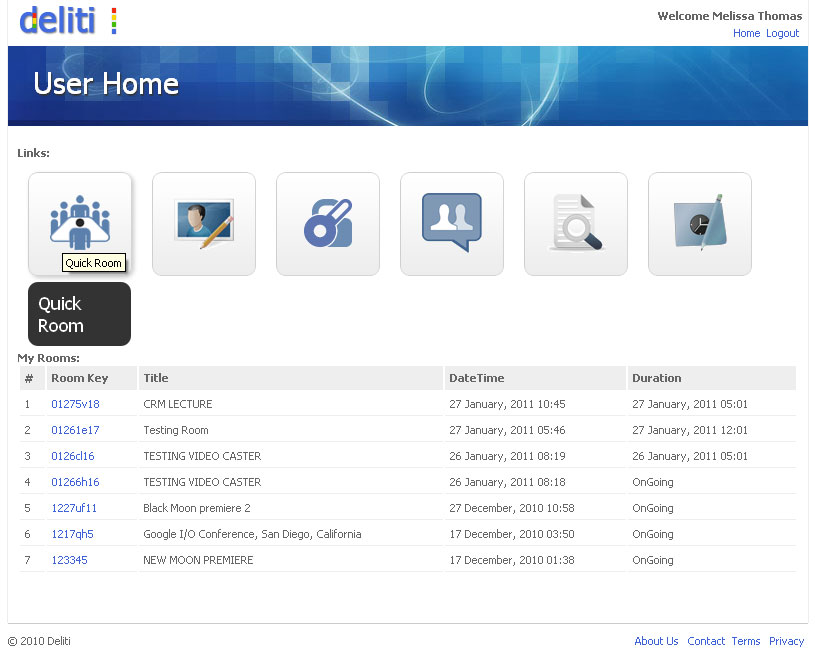 deliti
Welcome Melissa Thomas
Home Logout
User Home
Links:
Quick Room
Quick
Room
My Rooms:
# Room Key Title DateTime Duration
1 01275v18 CRM LECTURE 27 January, 2011 10:45 27 January, 2011 05:01
2 01261e17 Testing Room 27 January, 2011 05:46 27 January, 2011 12:01
3 0126cl16 TESTING VIDEO CASTER 26 January, 2011 08:19 26 January, 2011 05:01
4 01266h16 TESTING VIDEO CASTER 26 January, 2011 08:18 OnGoing
5 1227uf11 Black Moon premiere 2 27 December, 2010 10:58 OnGoing
6 1217qh5 Google I/O Conference, San Diego, California 17 December, 2010 03:50 OnGoing
7 123345 NEW MOON PREMIERE 17 December, 2010 01:38 OnGoing
© 2010 Deliti
About Us Contact Terms Privacy